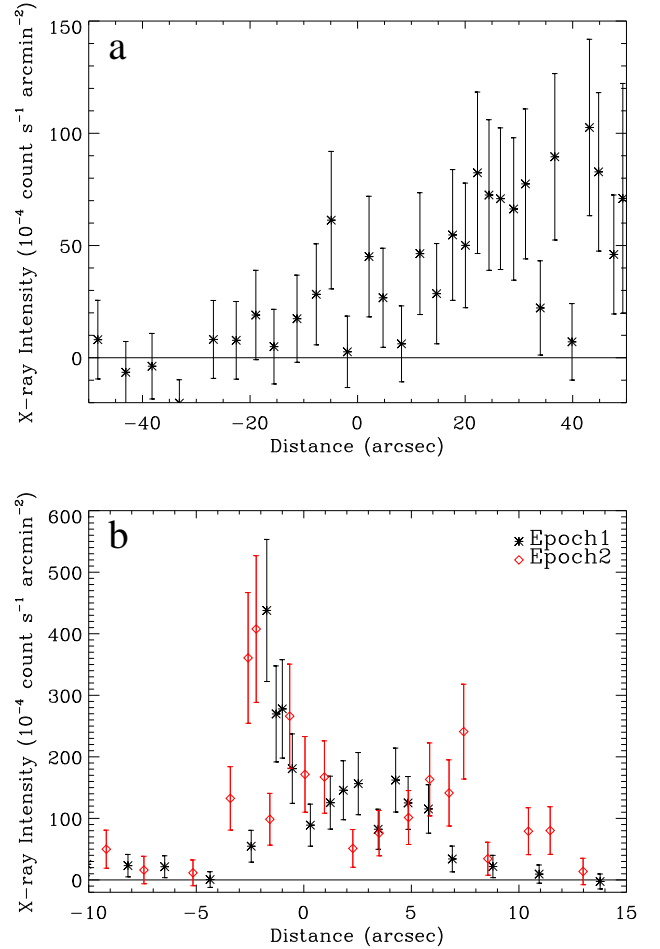 a
X-ray Intensity (10⁻⁴ count s⁻¹ arcmin⁻²)
150
100
50
0
-40 -20 0 20 40
Distance (arcsec)
b
Epoch1
Epoch2
X-ray Intensity (10⁻⁴ count s⁻¹ arcmin⁻²)
600
500
400
300
200
100
0
-10 -5 0 5 10 15
Distance (arcsec)